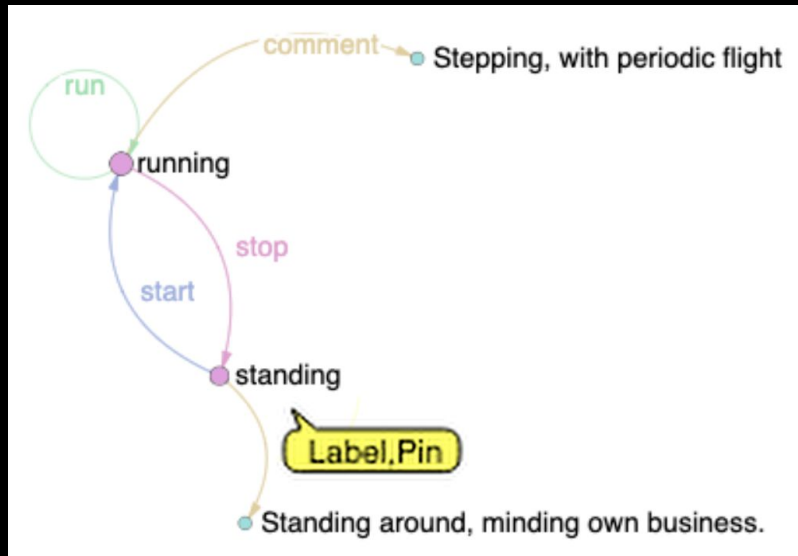 comment
Stepping, with periodic flight
run
running
stop
start
standing
Label,Pin
Standing around, minding own business.